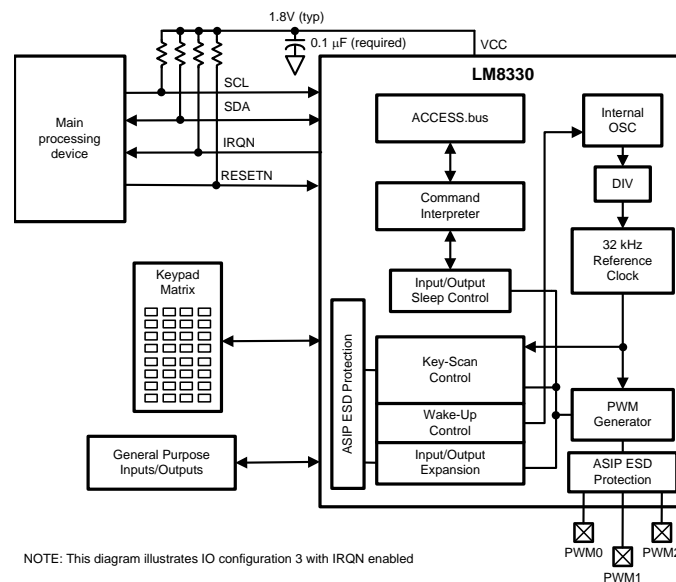 1.8V (typ)
0.1 µF (required)
VCC
LM8330
Main
processing
device
SCL
SDA
IRQN
RESETN
ACCESS.bus
Command
Interpreter
Input/Output
Sleep Control
Internal
OSC
DIV
32 kHz
Reference
Clock
Keypad
Matrix
ASIP ESD Protection
Key-Scan
Control
Wake-Up
Control
Input/Output
Expansion
PWM
Generator
General Purpose
Inputs/Outputs
ASIP ESD
Protection
PWM0
PWM1
PWM2
NOTE: This diagram illustrates IO configuration 3 with IRQN enabled